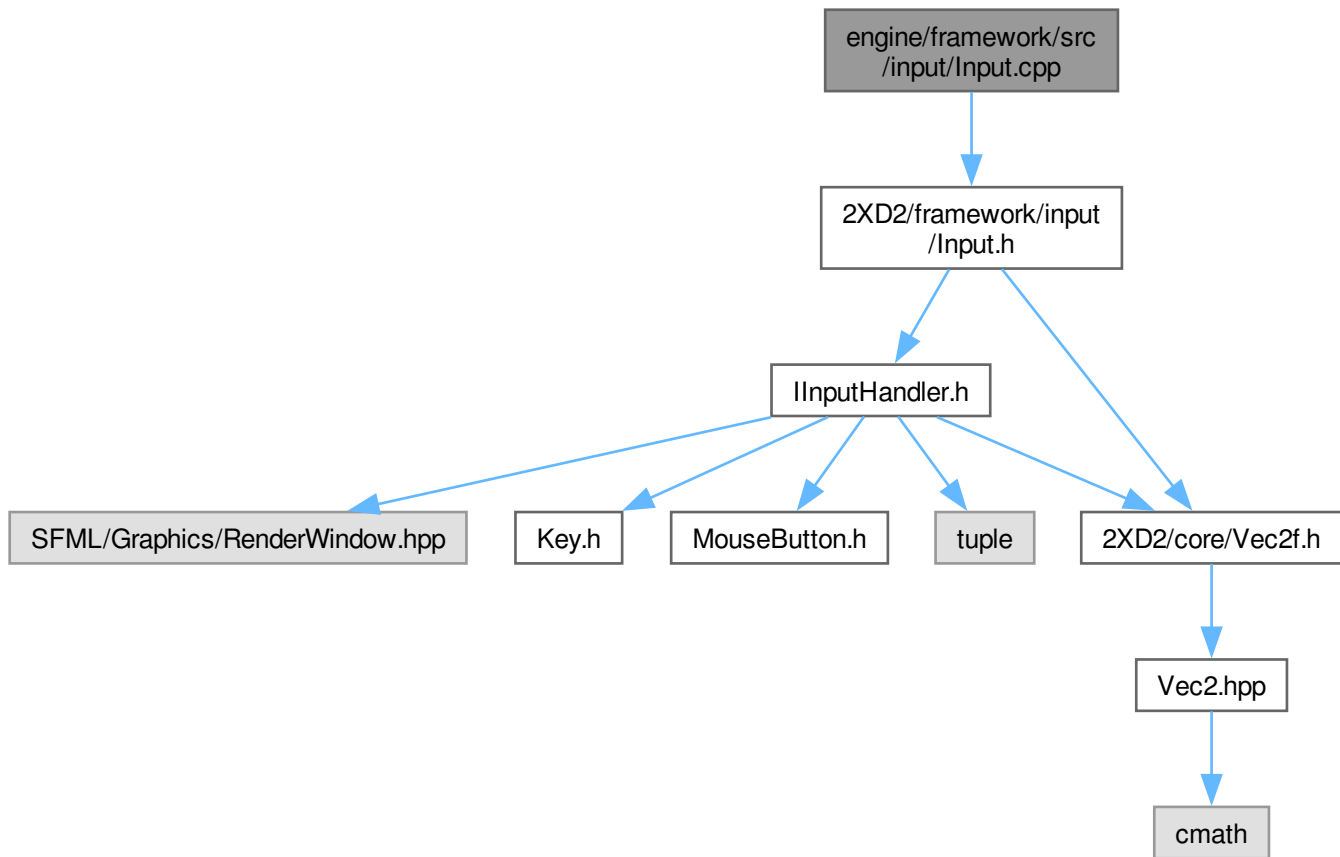 engine/framework/src
/input/Input.cpp
2XD2/framework/input
/Input.h
IInputHandler.h
SFML/Graphics/RenderWindow.hpp
Key.h
MouseButton.h
tuple
2XD2/core/Vec2f.h
Vec2.hpp
cmath